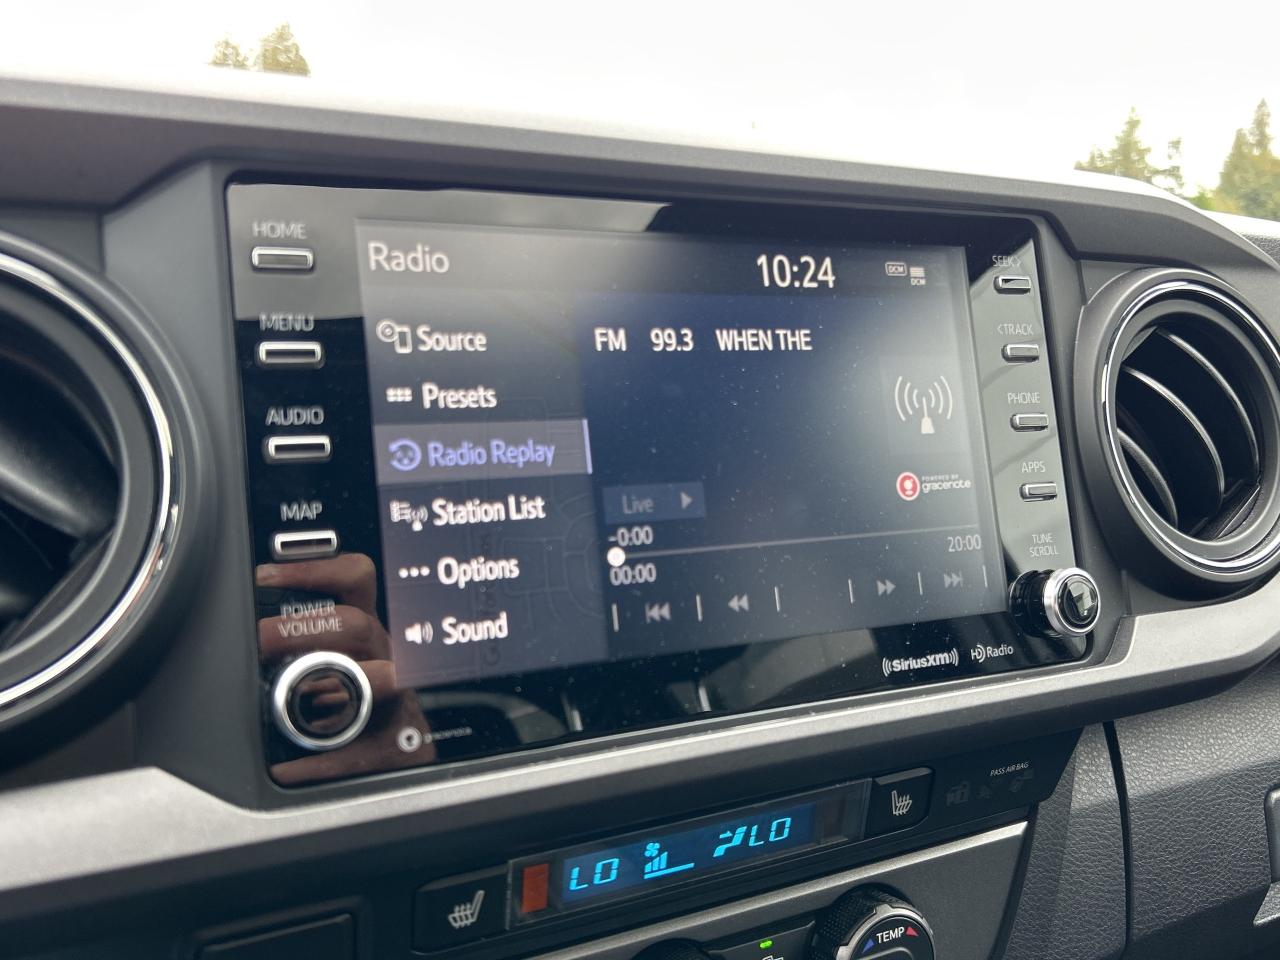 HOME
MENU
AUDIO
MAP
POWER
VOLUME
Radio
10:24
DCM
DCM
Source
Presets
Radio Replay
Station List
Options
Sound
FM 99.3 WHEN THE
POWERED BY
gracenote
Live
-0:00
20:00
00:00
SEEK>
<TRACK
PHONE
APPS
TUNE
SCROLL
((SiriusXM))
HD Radio
gracenote
PASS AIR BAG
LO
LO
TEMP